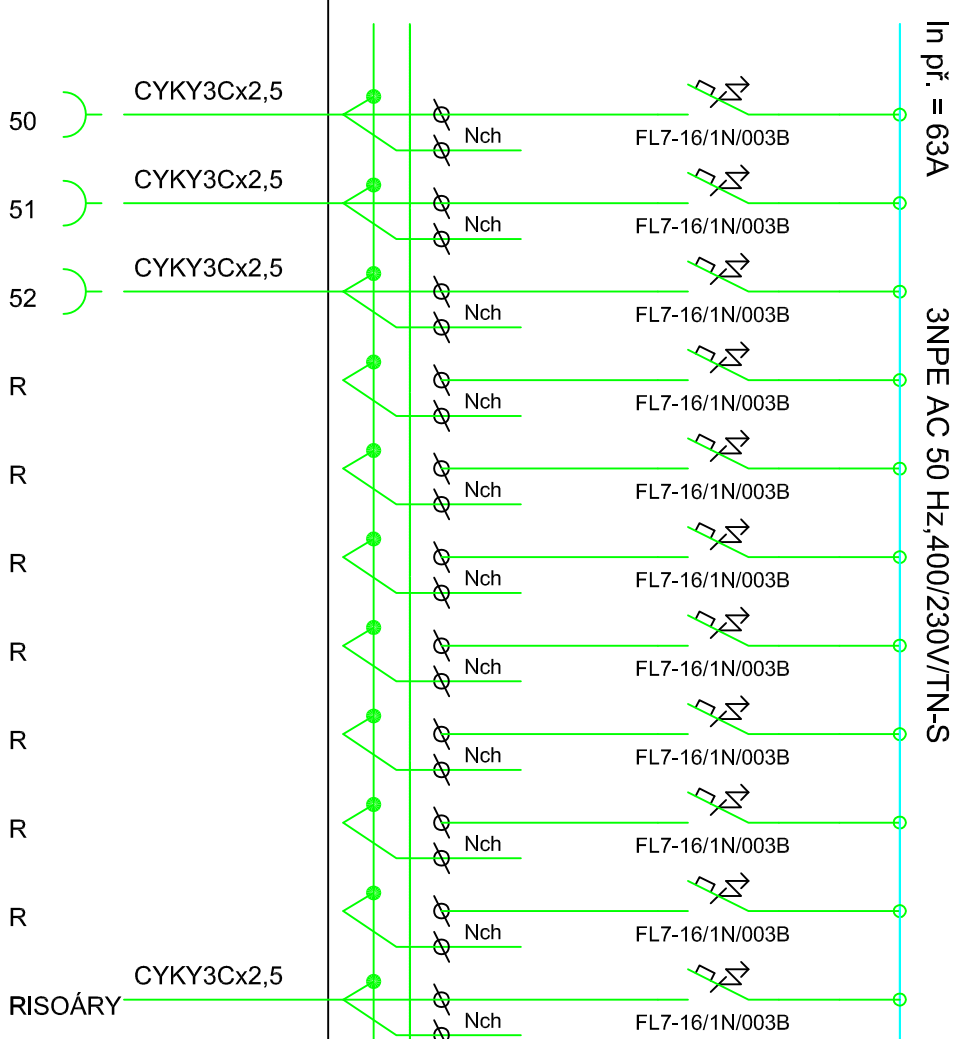 CYKY3Cx2,5
50
Nch
FL7-16/1N/003B
CYKY3Cx2,5
51
Nch
FL7-16/1N/003B
CYKY3Cx2,5
52
Nch
FL7-16/1N/003B
R
Nch
FL7-16/1N/003B
R
Nch
FL7-16/1N/003B
R
Nch
FL7-16/1N/003B
R
Nch
FL7-16/1N/003B
R
Nch
FL7-16/1N/003B
R
Nch
FL7-16/1N/003B
R
Nch
FL7-16/1N/003B
CYKY3Cx2,5
Nch
FL7-16/1N/003B
In př. = 63A
3NPE AC 50 Hz,400/230V/TN-S